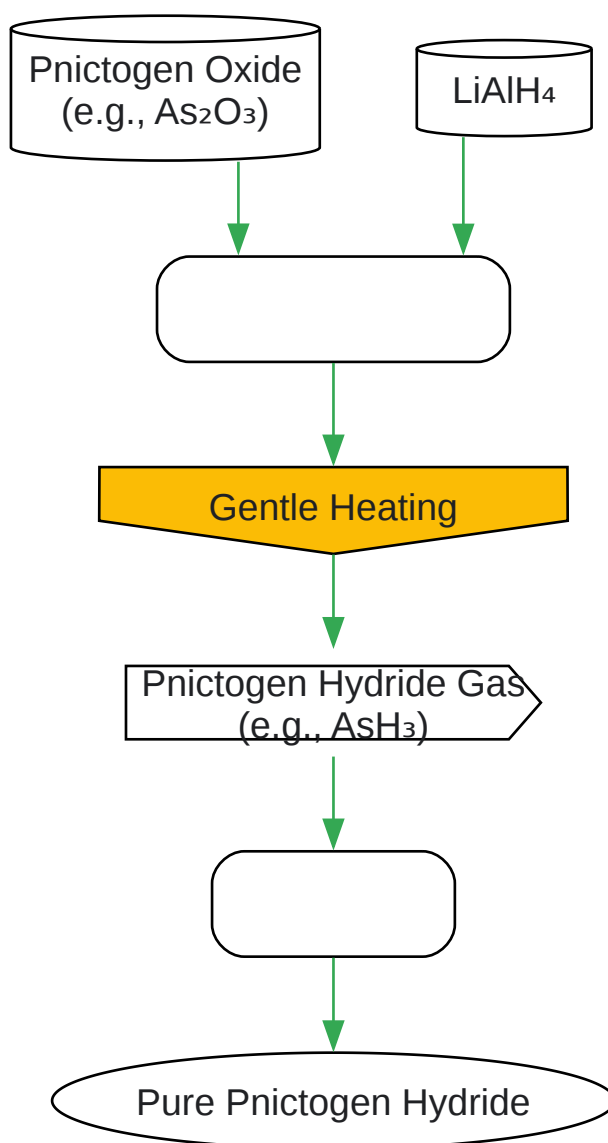 Pnictogen Oxide
(e.g., As₂O₃)
LiAlH₄
Gentle Heating
Pnictogen Hydride Gas
(e.g., AsH₃)
Pure Pnictogen Hydride